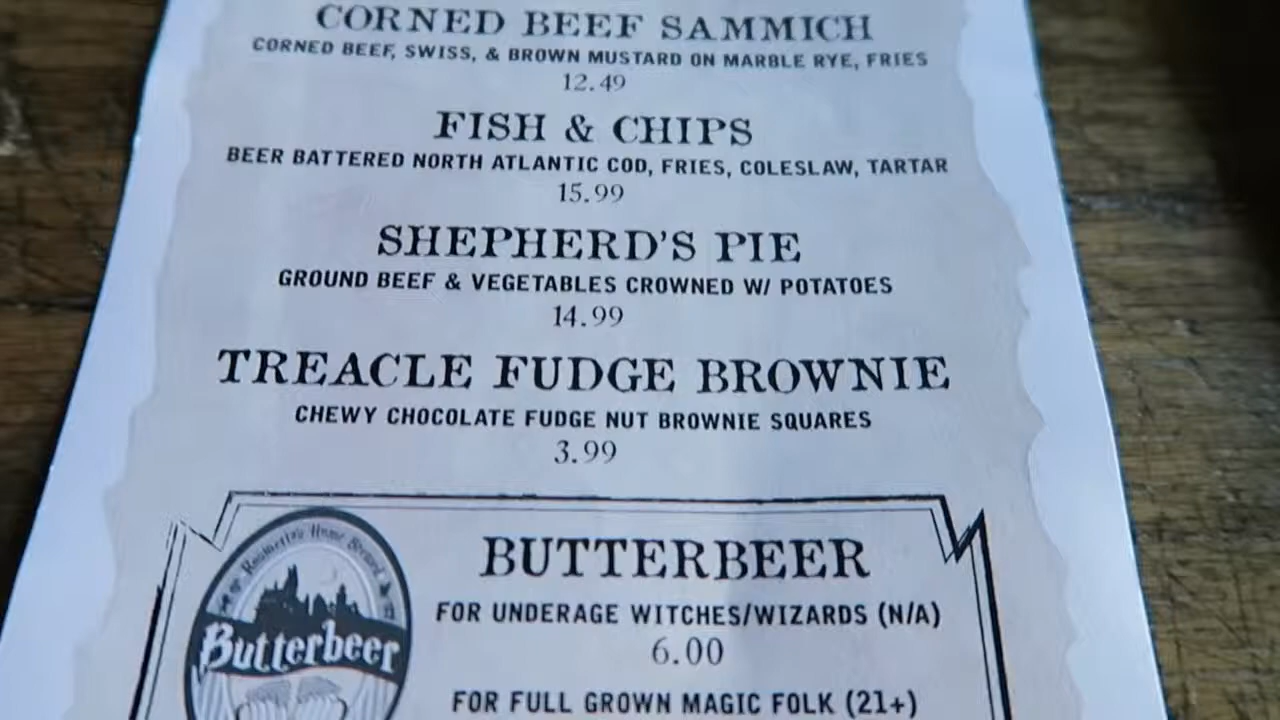 CORNED BEEF SAMMICH
CORNED BEEF, SWISS, & BROWN MUSTARD ON MARBLE RYE, FRIES
12.49
FISH & CHIPS
BEER BATTERED NORTH ATLANTIC COD, FRIES, COLESLAW, TARTAR
15.99
SHEPHERD'S PIE
GROUND BEEF & VEGETABLES CROWNED W/ POTATOES
14.99
TREACLE FUDGE BROWNIE
CHEWY CHOCOLATE FUDGE NUT BROWNIE SQUARES
3.99
Rosmerta's Home Brewed
Butterbeer
BUTTERBEER
FOR UNDERAGE WITCHES/WIZARDS (N/A)
6.00
FOR FULL GROWN MAGIC FOLK (21+)